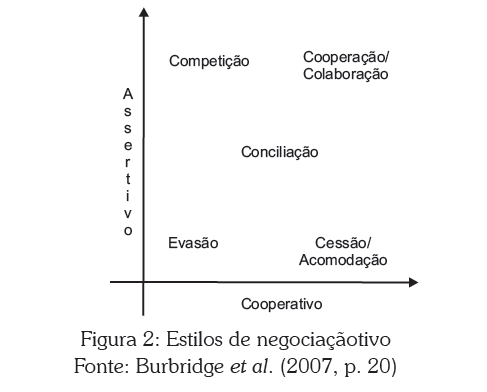 Competição
Cooperação/
Colaboração
Assertivo
Conciliação
Evasão
Cessão/
Acomodação
Cooperativo
Figura 2: Estilos de negociaçãotivo
Fonte: Burbridge et al. (2007, p. 20)